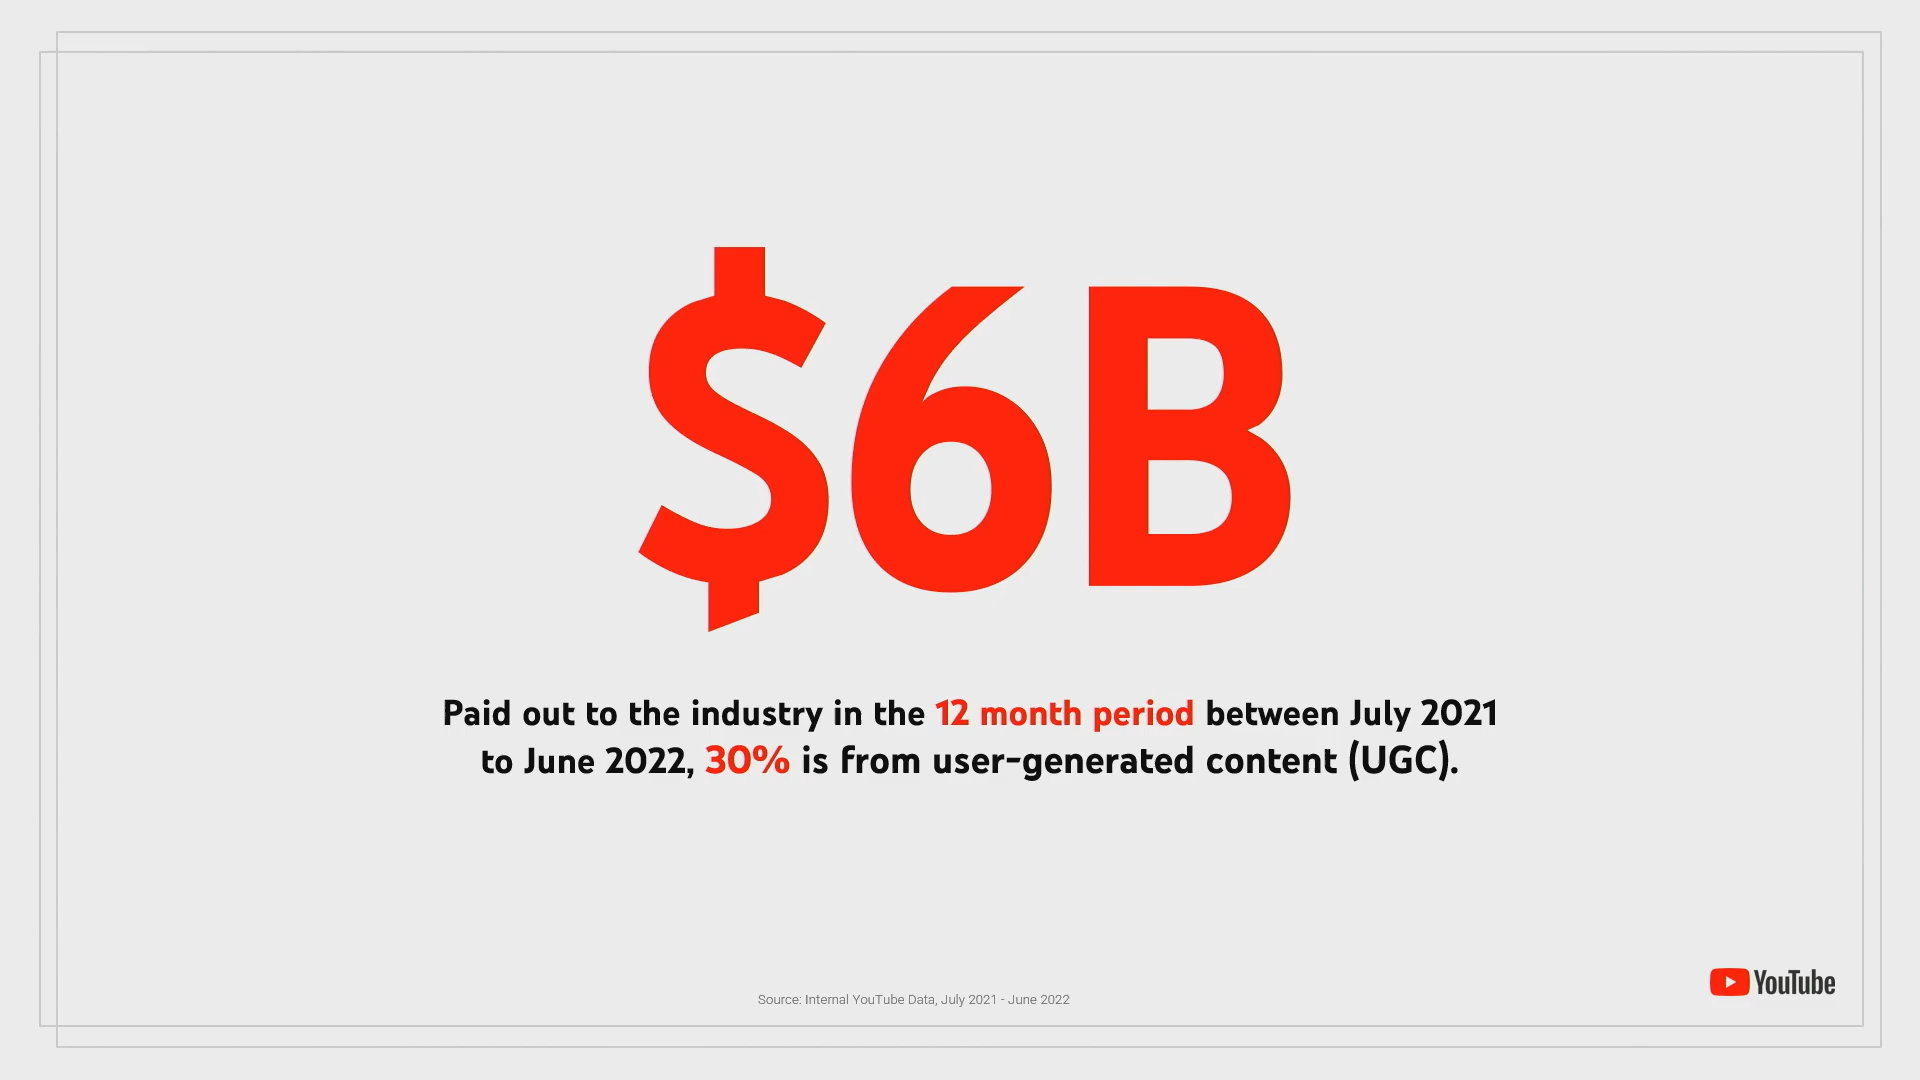 $6B
Paid out to the industry in the 12 month period between July 2021
to June 2022, 30% is from user-generated content (UGC).
YouTube
Source: Internal YouTube Data, July 2021 - June 2022